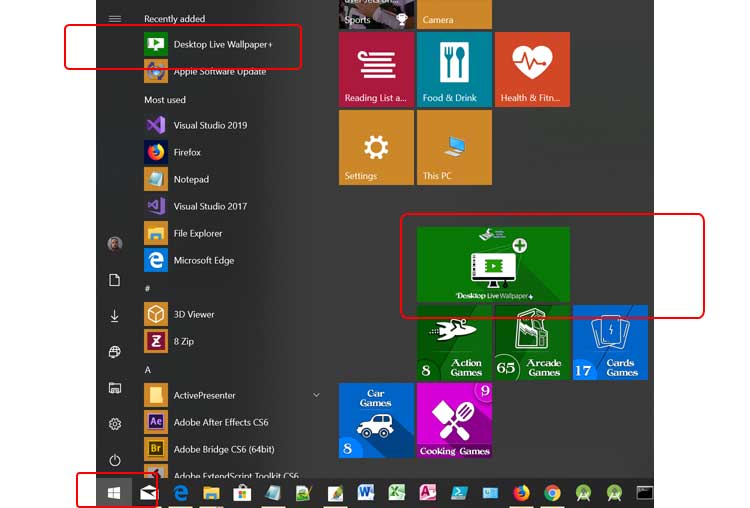 Recently added
Desktop Live Wallpaper+
Apple Software Update
Most used
Visual Studio 2019
Firefox
Notepad
Visual Studio 2017
File Explorer
Microsoft Edge
#
3D Viewer
8 Zip
A
ActivePresenter
Ae
Adobe After Effects CS6
Br
Adobe Bridge CS6 (64bit)
Adobe ExtendScript Toolkit CS6
Sports
Camera
Reading List a...
Food & Drink
Health & Fitn...
Settings
This PC
Desktop Live Wallpaper+
8
Action
Games
65
Arcade
Games
17
Cards
Games
Car
Games
8
9
Cooking Games